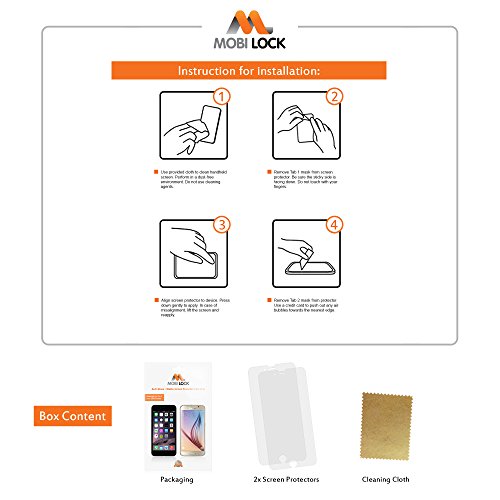 MOBI LOCK
Instruction for installation:
1
2
Use provided cloth to clean handheld
screen. Perform in a dust free
environment. Do not use cleaning
agents.
Remove Tab 1 mask from screen
protector. Be sure the sticky side is
facing down. Do not touch with your
fingers.
3
4
Align screen protector to device. Press
down gently to apply. In case of
misalignment, lift the screen and
reapply.
Remove Tab 2 mask from protector.
Use a credit card to push out any air
bubbles towards the nearest edge.
Box Content
MOBI LOCK
Packaging
2x Screen Protectors
Cleaning Cloth